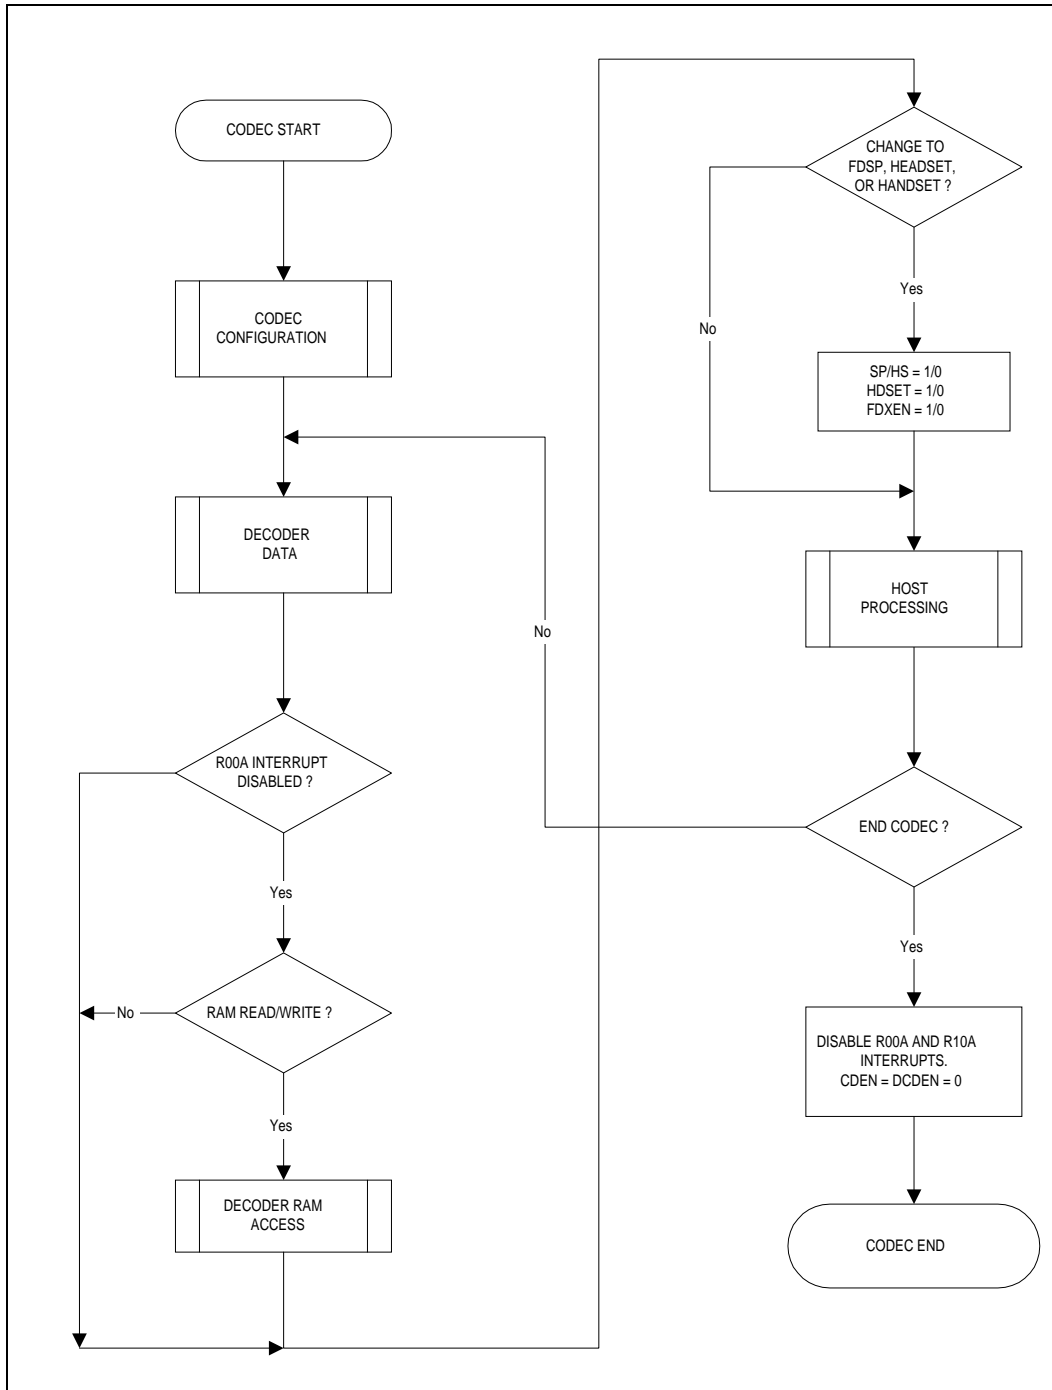 CODEC START
CODEC
CONFIGURATION
DECODER
DATA
R00A INTERRUPT
DISABLED ?
Yes
RAM READ/WRITE ?
No
Yes
DECODER RAM
ACCESS
No
CHANGE TO
FDSP, HEADSET,
OR HANDSET ?
Yes
No
SP/HS = 1/0
HDSET = 1/0
FDXEN = 1/0
HOST
PROCESSING
END CODEC ?
Yes
DISABLE R00A AND R10A
INTERRUPTS.
CDEN = DCDEN = 0
CODEC END